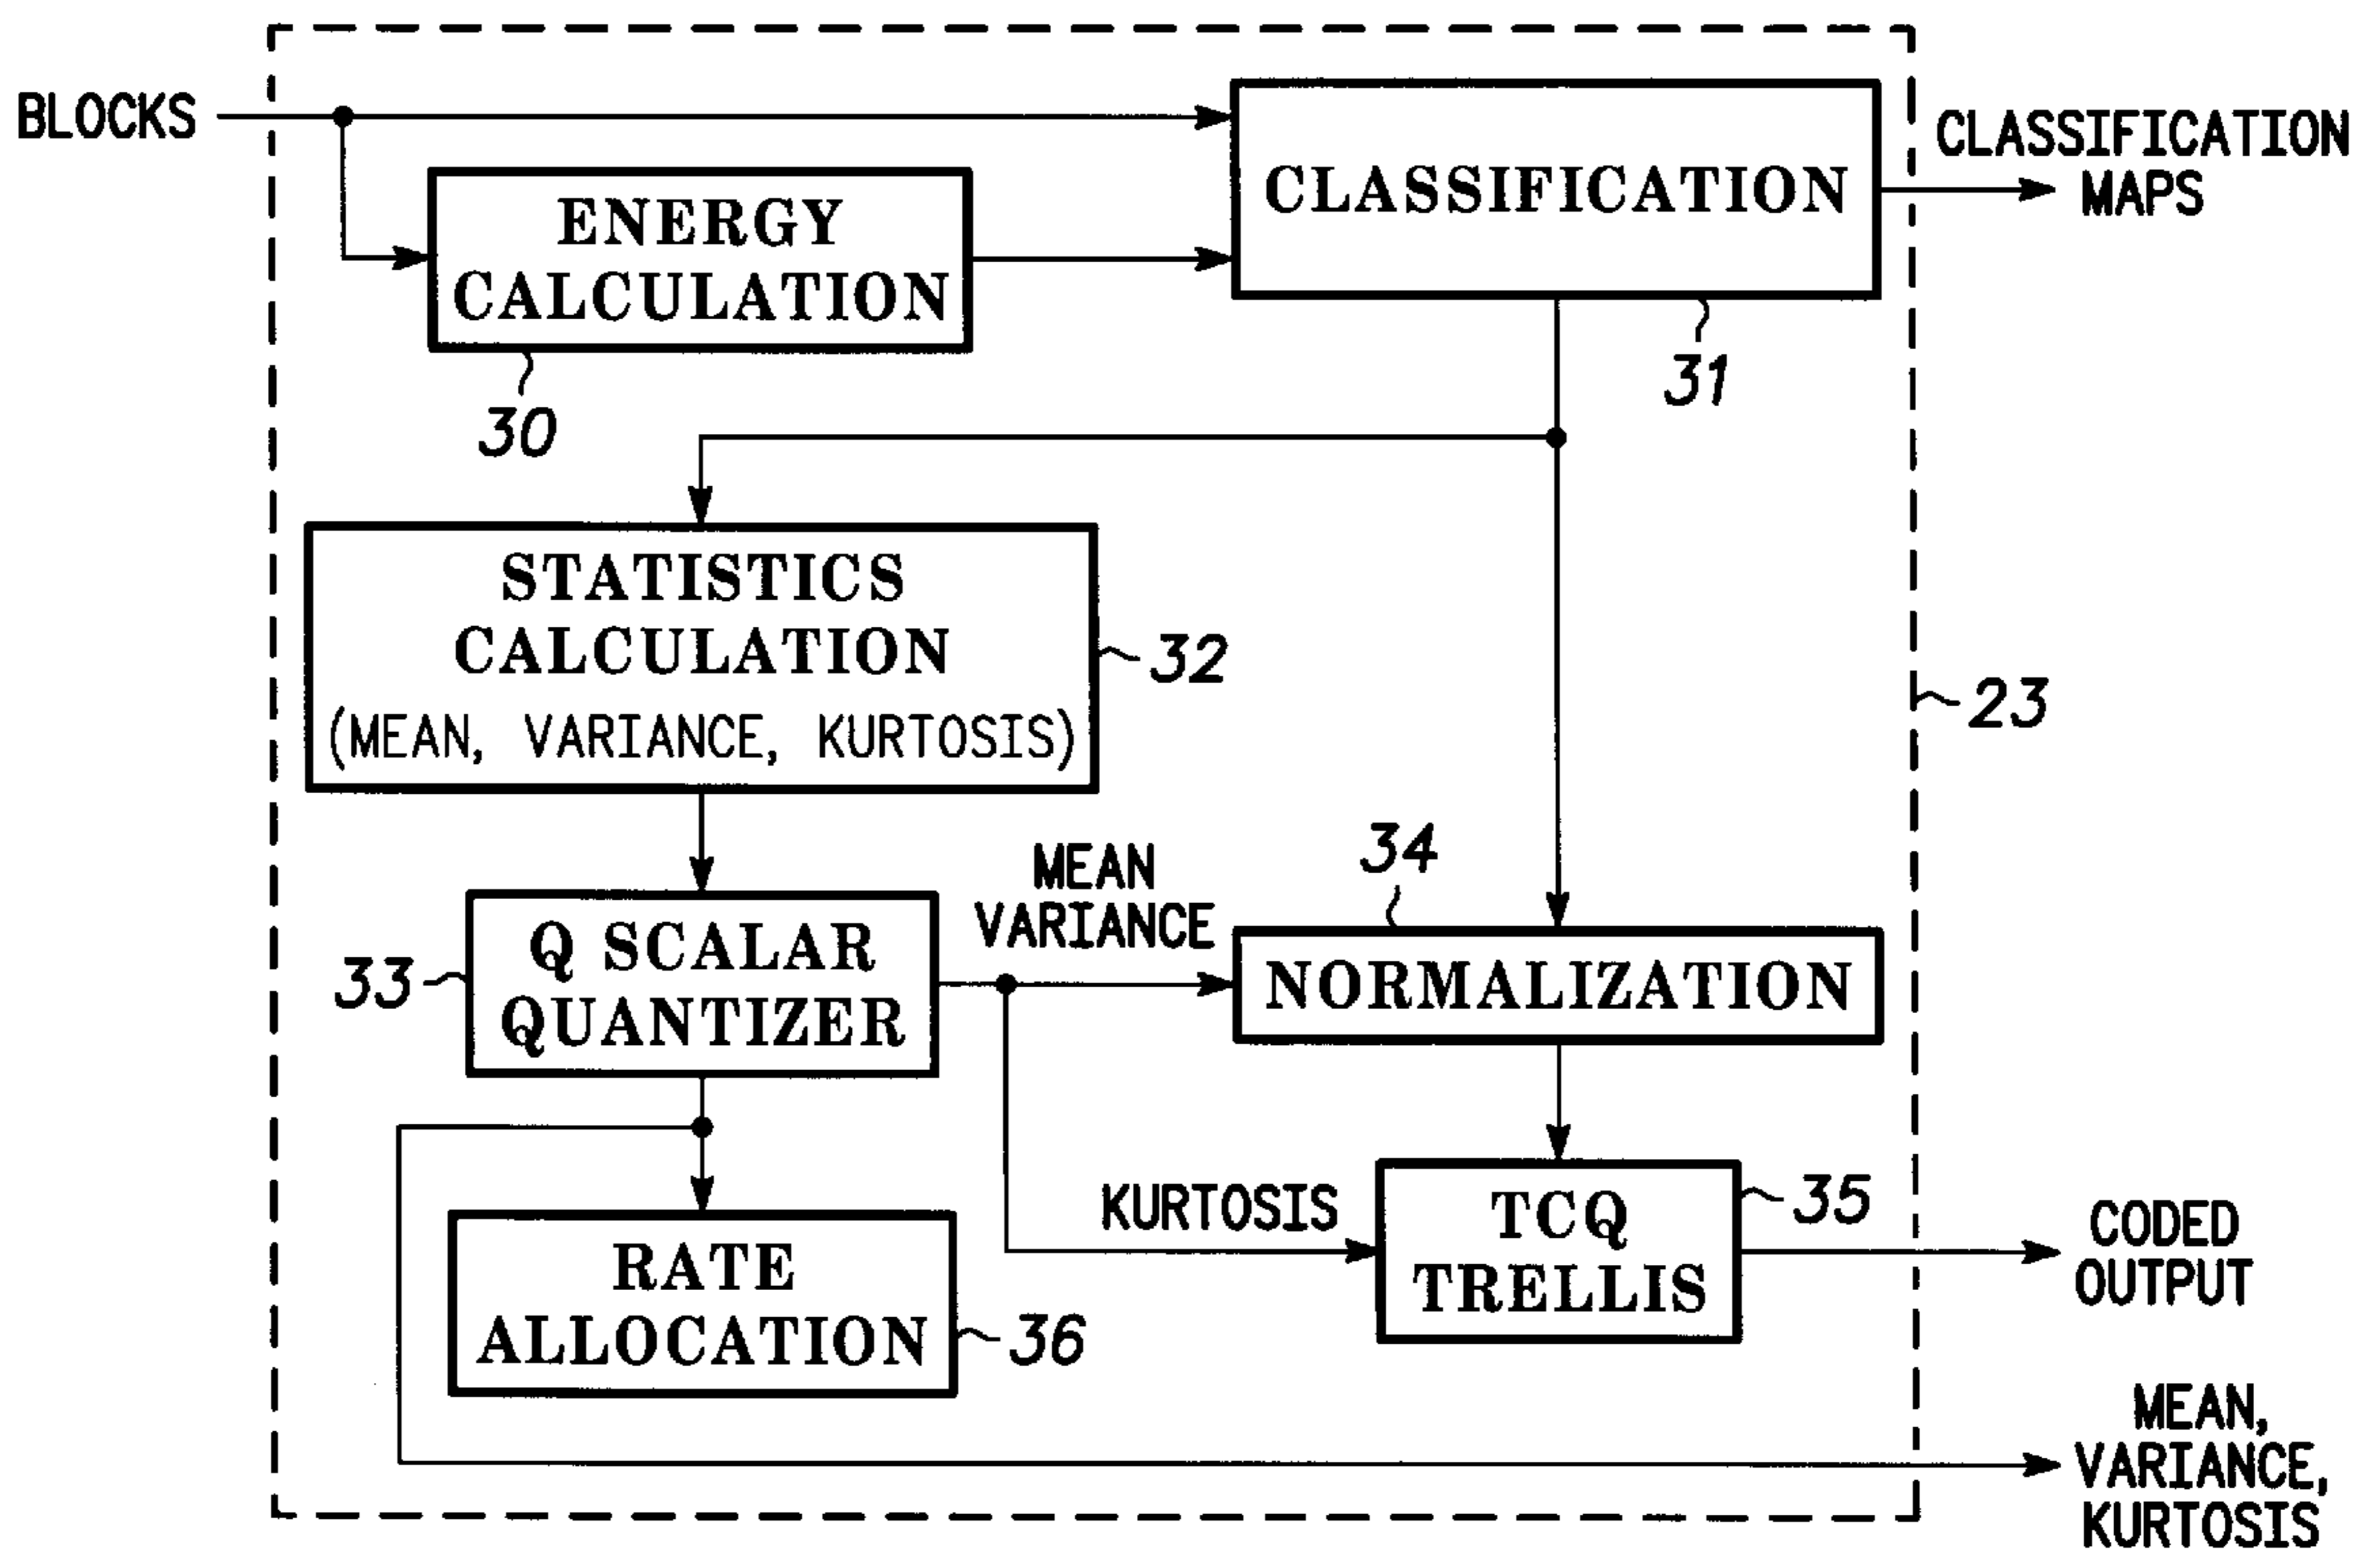 BLOCKS
CLASSIFICATION
CLASSIFICATION
MAPS
ENERGY
CALCULATION
30
31
STATISTICS
CALCULATION
(MEAN, VARIANCE, KURTOSIS)
32
23
MEAN
VARIANCE
34
Q SCALAR
QUANTIZER
33
NORMALIZATION
KURTOSIS
TCQ
TRELLIS
35
CODED
OUTPUT
RATE
ALLOCATION
36
MEAN,
VARIANCE,
KURTOSIS